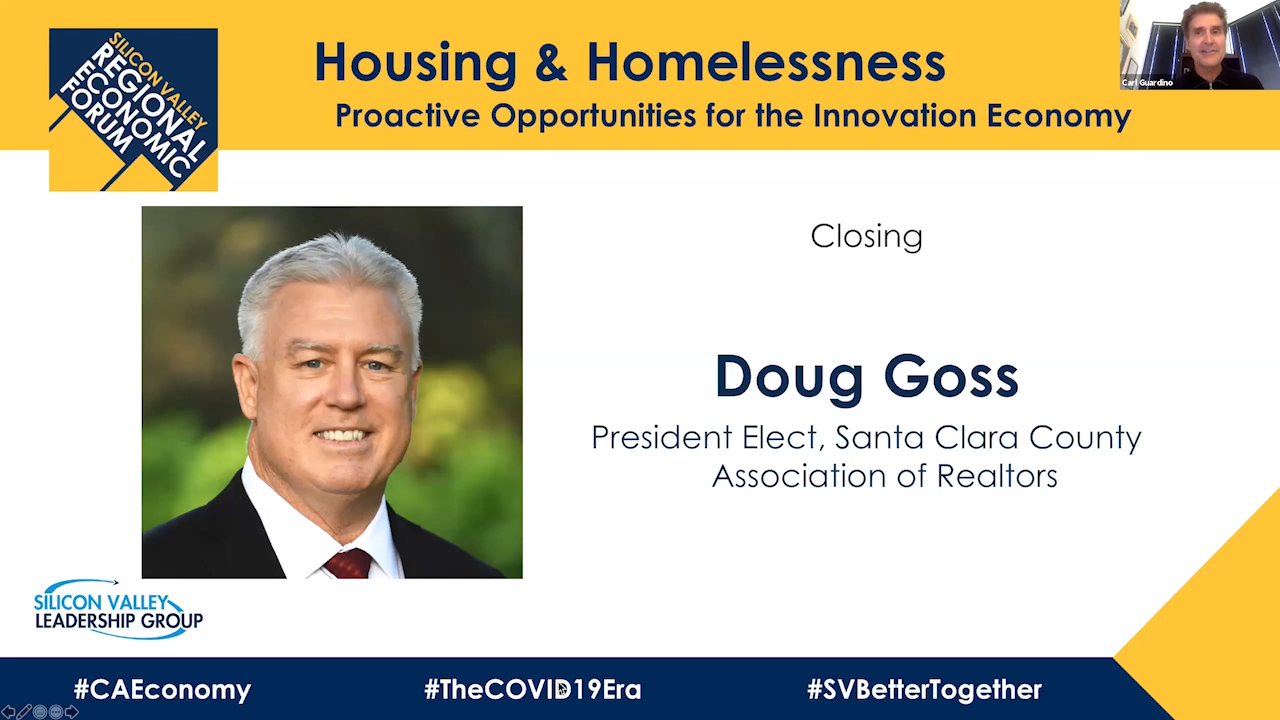 SILICON VALLEY
REGIONAL
ECONOMIC
FORUM
Housing & Homelessness
Proactive Opportunities for the Innovation Economy
Carl Guardino
Closing
Doug Goss
President Elect, Santa Clara County
Association of Realtors
SILICON VALLEY
LEADERSHIP GROUP
#CAEconomy
#TheCOVID19Era
#SVBetterTogether